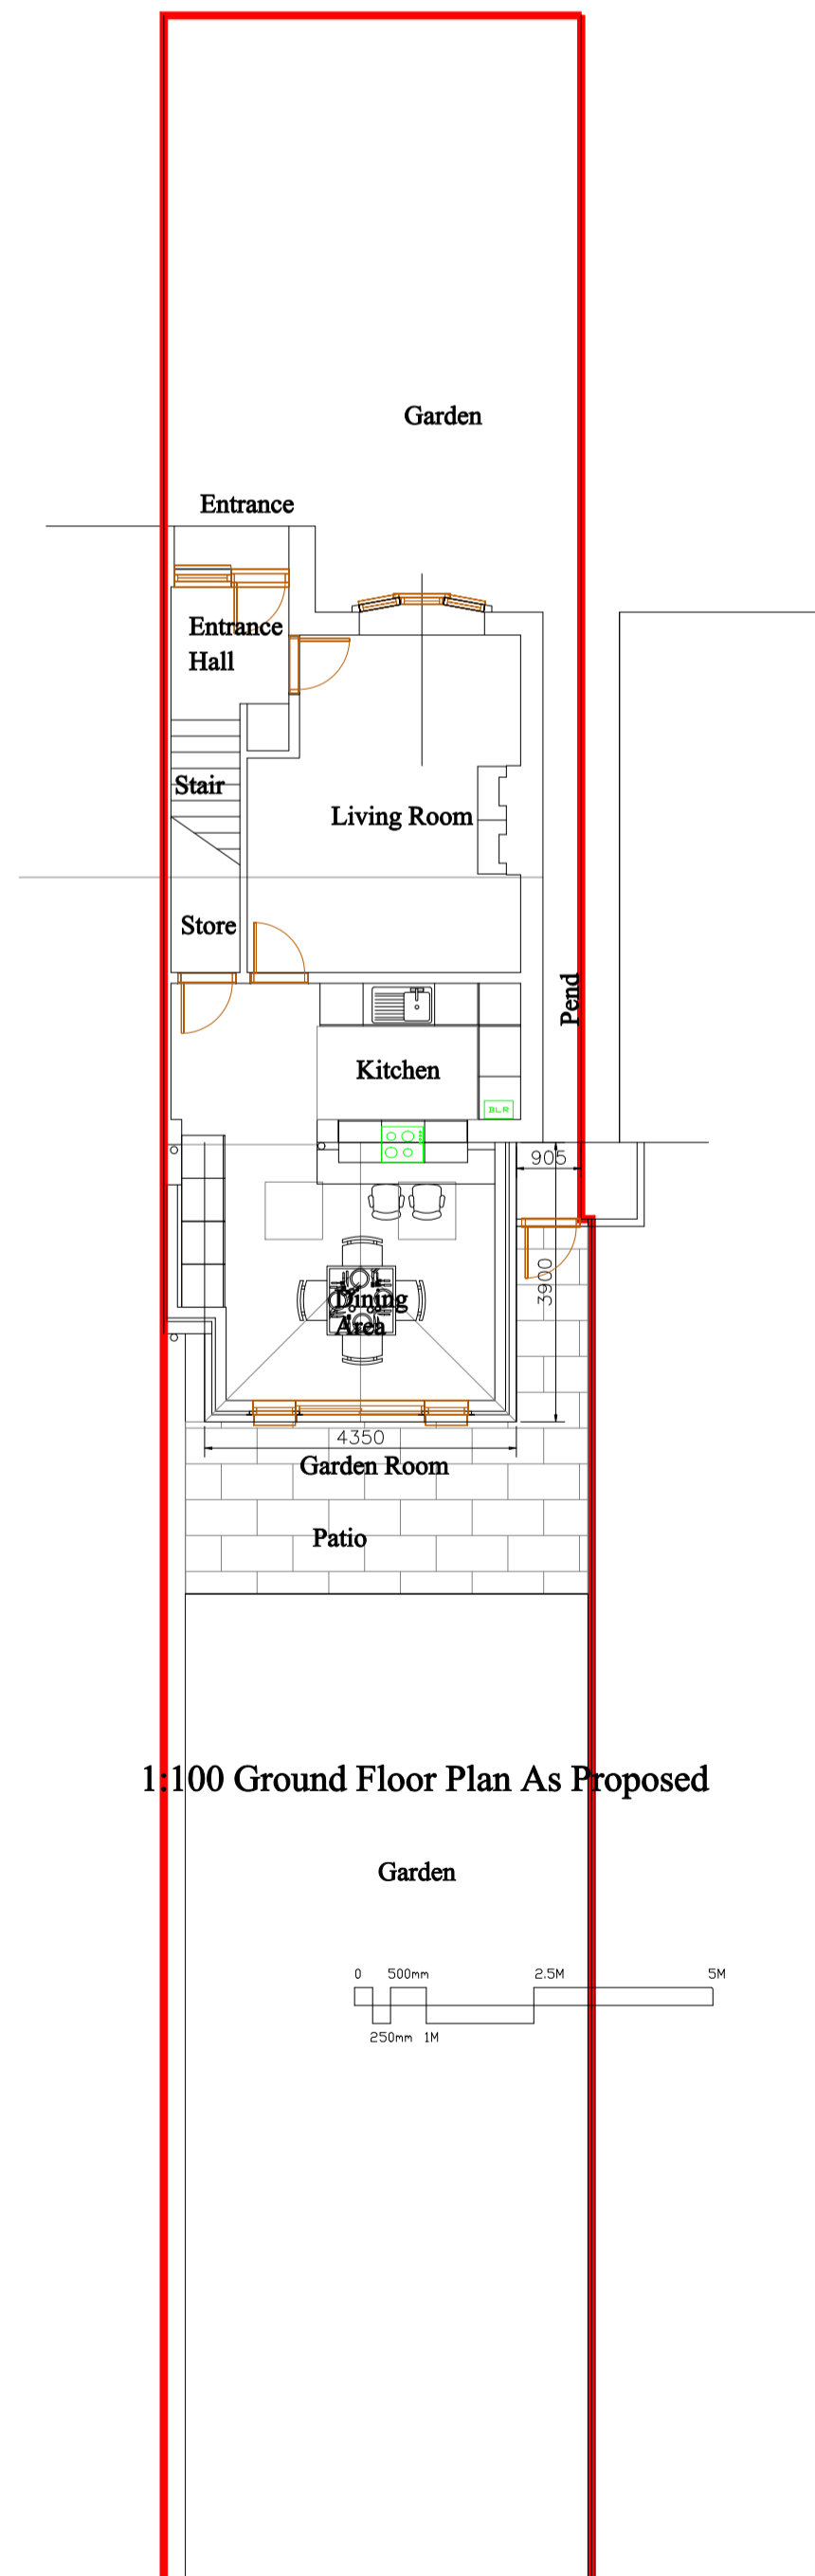 Garden
Entrance
Entrance
Hall
Stair
Living Room
Store
Pend
Kitchen
BLR
905
3900
Dining
Area
4350
Garden Room
Patio
1:100 Ground Floor Plan As Proposed
Garden
0 500mm 2.5M 5M
250mm 1M